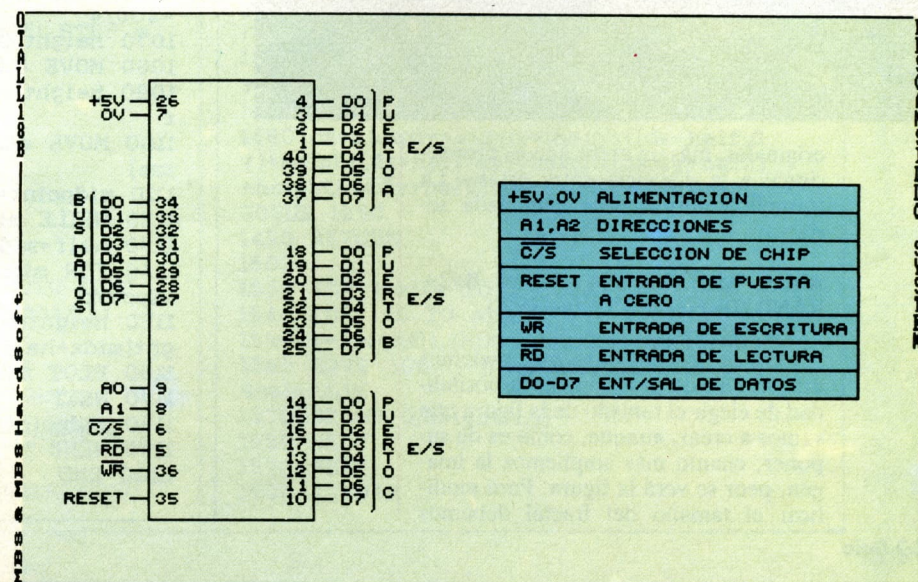 MBS & MBS Hardsoft
+5V 26
0V 7
BUS DATOS
D0 34
D1 33
D2 32
D3 31
D4 30
D5 29
D6 28
D7 27
A0 9
A1 8
C/S 6
RD 5
WR 36
RESET 35
4 D0
3 D1
2 D2
1 D3
40 D4
39 D5
38 D6
37 D7
PUERTO A
E/S
18 D0
19 D1
20 D2
21 D3
22 D4
23 D5
24 D6
25 D7
PUERTO B
E/S
14 D0
15 D1
16 D2
17 D3
13 D4
12 D5
11 D6
10 D7
PUERTO C
E/S
+5V,0V ALIMENTACION
A1,A2 DIRECCIONES
C/S SELECCION DE CHIP
RESET ENTRADA DE PUESTA
A CERO
WR ENTRADA DE ESCRITURA
RD ENTRADA DE LECTURA
D0-D7 ENT/SAL DE DATOS